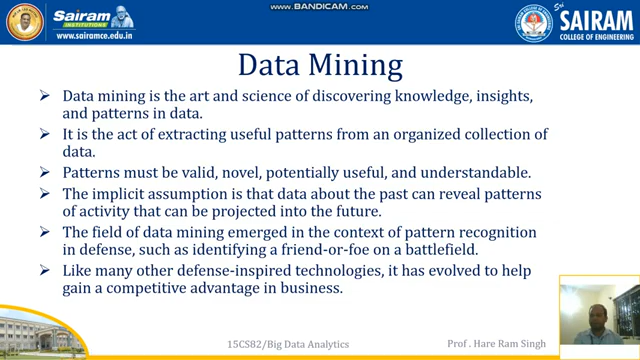 WWW.BANDICAM.COM
Sairam
INSTITUTIONS
www.sairamce.edu.in
Sri
SAIRAM
COLLEGE OF ENGINEERING
Data Mining
➢ Data mining is the art and science of discovering knowledge, insights,
and patterns in data.
➢ It is the act of extracting useful patterns from an organized collection of
data.
➢ Patterns must be valid, novel, potentially useful, and understandable.
➢ The implicit assumption is that data about the past can reveal patterns
of activity that can be projected into the future.
➢ The field of data mining emerged in the context of pattern recognition
in defense, such as identifying a friend-or-foe on a battlefield.
➢ Like many other defense-inspired technologies, it has evolved to help
gain a competitive advantage in business.
15CS82/Big Data Analytics
Prof . Hare Ram Singh